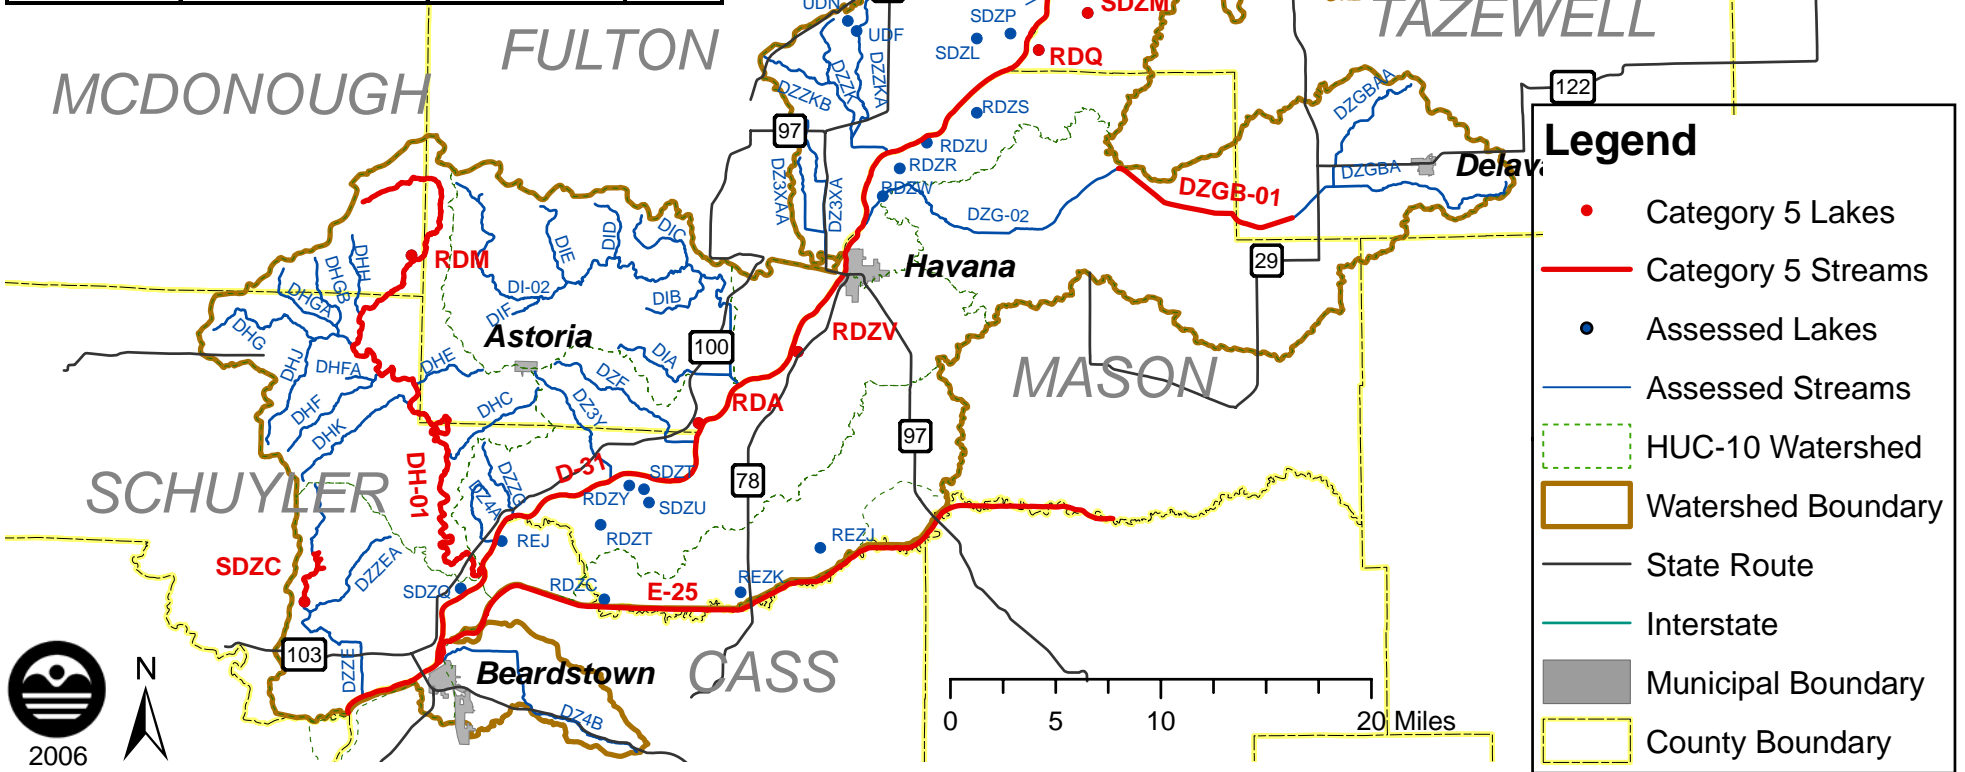 UDN
SDZM
TAZEWELL
SDZP
FULTON
UDF
SDZL
RDQ
MCDONOUGH
DZZK
DZZKA
DZZKB
DZGBAA
122
RDZS
97
Legend
RDZU
RDZR
DZGBA
DZ3XAA
DZ3XA
RDZW
DZGB-01
Category 5 Lakes
DZG-02
DIC
DID
DIE
DHH
RDM
DHGB
29
Havana
Category 5 Streams
DHGA
DI-02
DIB
DIF
DHG
Astoria
RDZV
Assessed Lakes
100
DHJ
DHFA
DHE
DIA
DZF
MASON
Assessed Streams
DHF
DHC
DZ3Y
RDA
DHK
97
HUC-10 Watershed
DH-01
DZZG
D-31
SDZT
SCHUYLER
DZ4A
RDZY
SDZU
78
Watershed Boundary
REJ
RDZT
REZJ
SDZC
DZZEA
State Route
SDZQ
RDZC
E-25
REZK
Interstate
103
DZZE
N
Beardstown
CASS
Municipal Boundary
DZ4B
0 5 10 20 Miles
2006
County Boundary